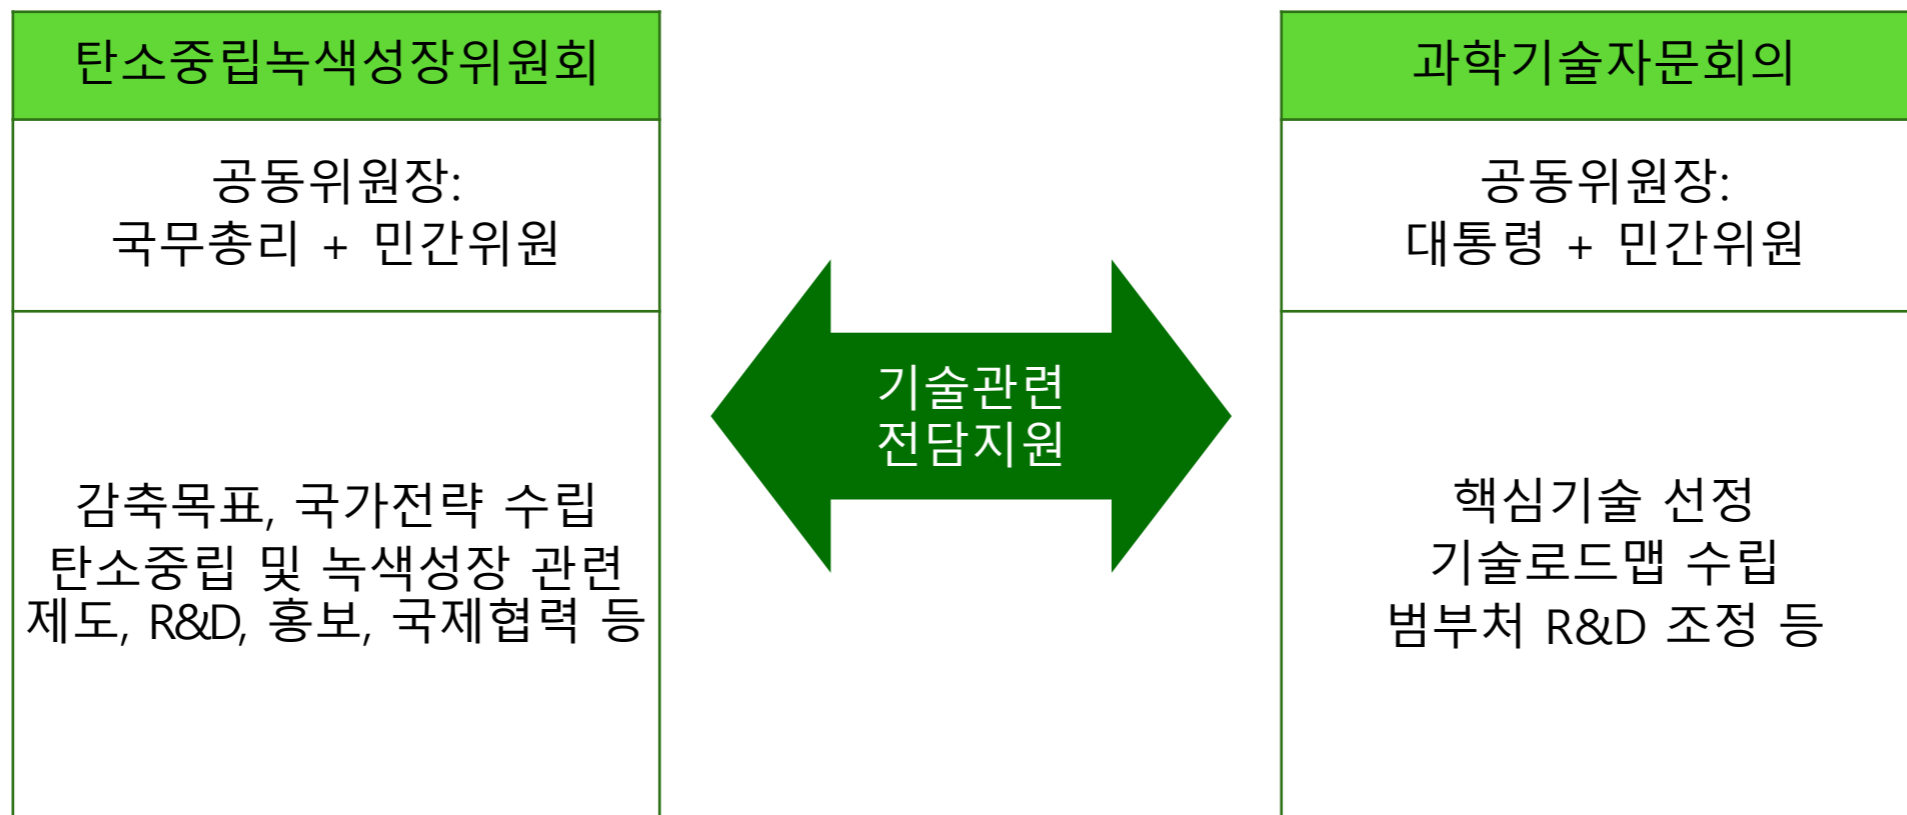 탄소중립녹색성장위원회
공동위원장:
국무총리 + 민간위원
감축목표, 국가전략 수립
탄소중립 및 녹색성장 관련
제도, R&D, 홍보, 국제협력 등
기술관련
전담지원
과학기술자문회의
공동위원장:
대통령 + 민간위원
핵심기술 선정
기술로드맵 수립
범부처 R&D 조정 등